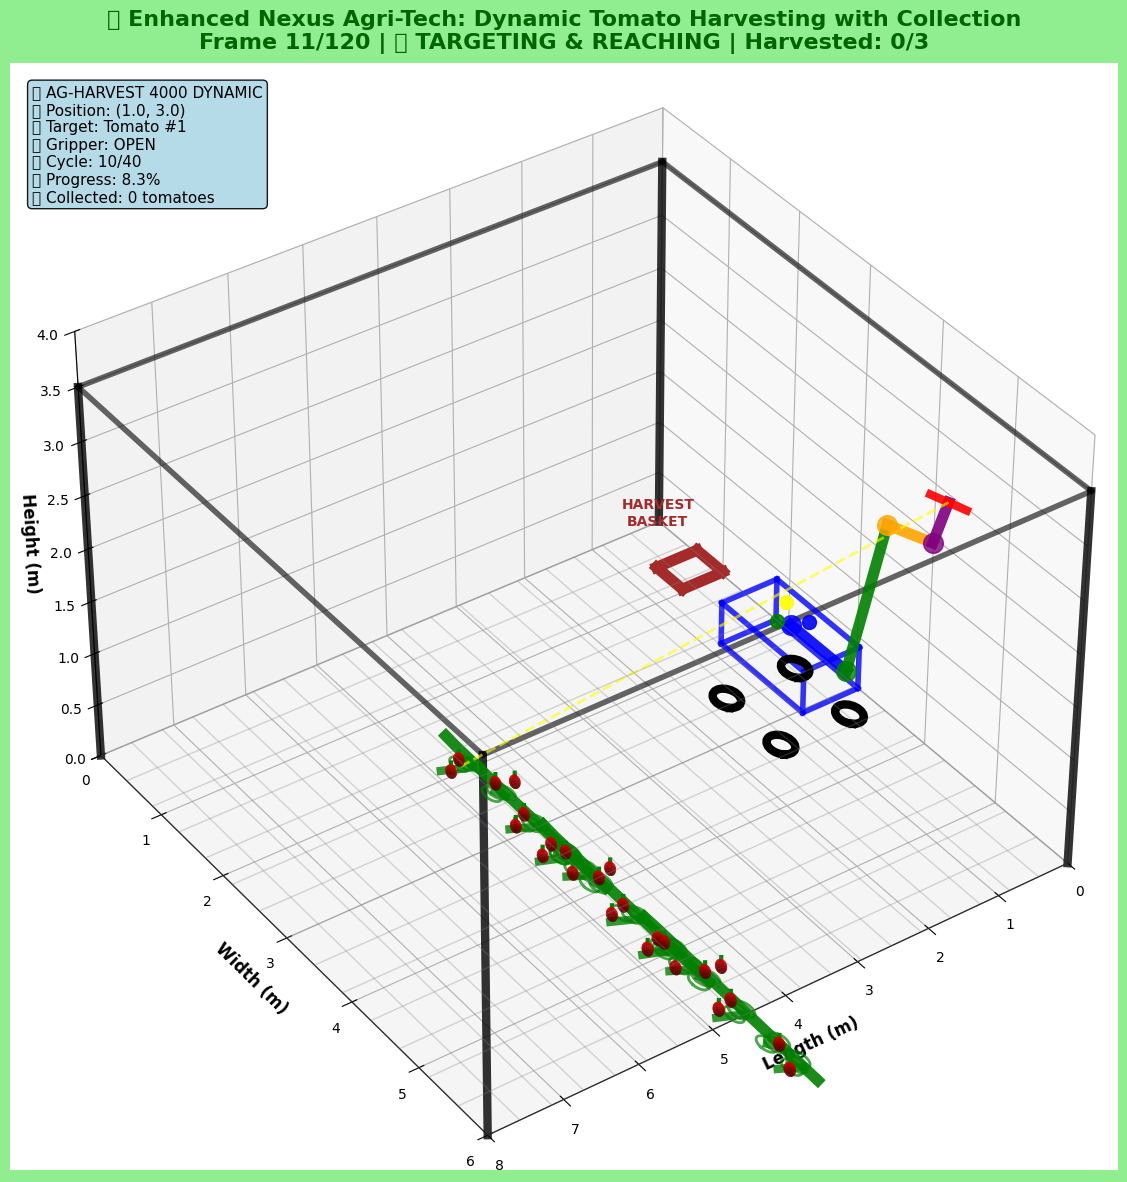 Enhanced Nexus Agri-Tech: Dynamic Tomato Harvesting with Collection
Frame 11/120 | TARGETING & REACHING | Harvested: 0/3
AG-HARVEST 4000 DYNAMIC
Position: (1.0, 3.0)
Target: Tomato #1
Gripper: OPEN
Cycle: 10/40
Progress: 8.3%
Collected: 0 tomatoes
HARVEST
BASKET
Height (m)
4.0
3.5
3.0
2.5
2.0
1.5
1.0
0.5
0.0
Width (m)
0
1
2
3
4
5
6
Length (m)
8
7
6
5
4
3
2
1
0